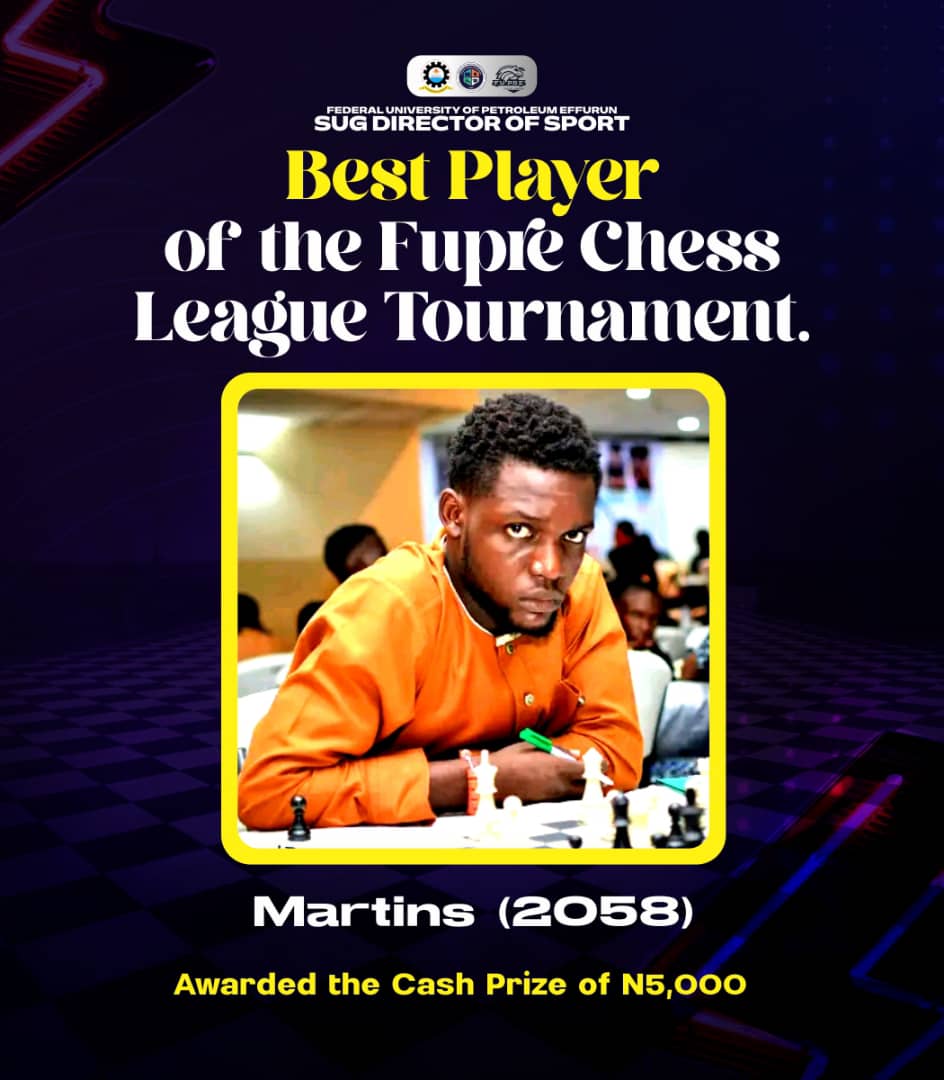 FEDERAL UNIVERSITY OF PETROLEUM EFFURUN
SUG DIRECTOR OF SPORT
Best Player
of the Fupre Chess
League Tournament.
Martins (2058)
Awarded the Cash Prize of N5,000